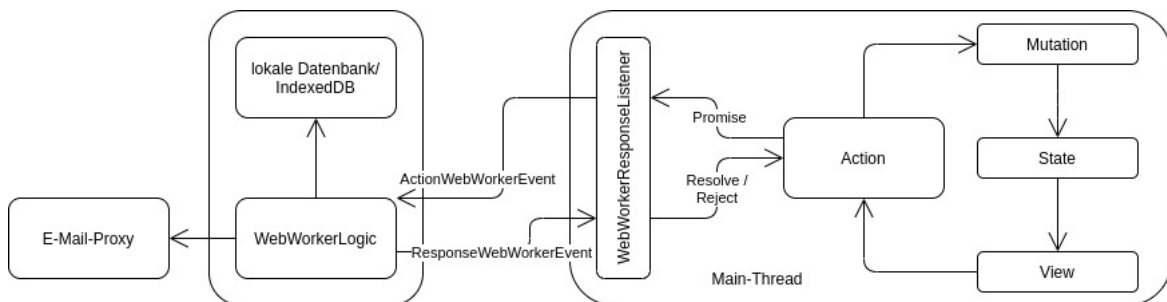 lokale Datenbank/
IndexedDB
E-Mail-Proxy
WebWorkerLogic
ActionWebWorkerEvent
ResponseWebWorkerEvent
WebWorkerResponseListener
Promise
Resolve /
Reject
Action
Mutation
State
View
Main-Thread